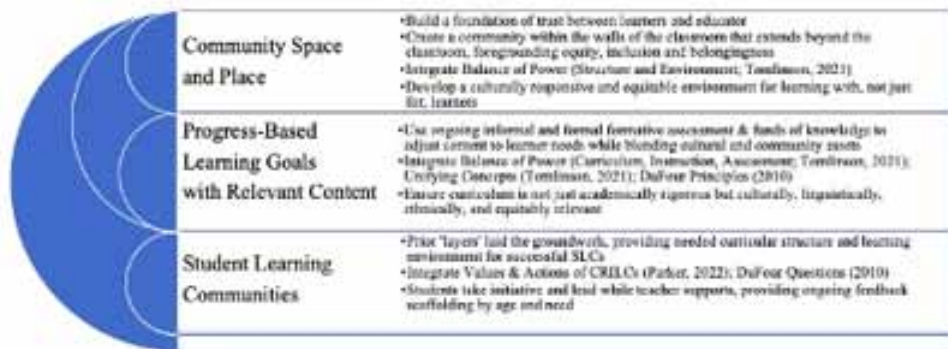 Community Space
and Place
•Build a foundation of trust between learners and educator
•Create a community within the walls of the classroom that extends beyond the
classroom, foregrounding equity, inclusion and belongingness
•Integrate Balance of Power (Structure and Environment; Tomlinson, 2021)
•Develop a culturally responsive and equitable environment for learning with, not just
for, learners
Progress-Based
Learning Goals
with Relevant Content
•Use ongoing informal and formal formative assessment & funds of knowledge to
adjust content to learner needs while blending cultural and community assets
•Integrate Balance of Power (Curriculum, Instruction, Assessment; Tomlinson, 2021);
Unifying Concepts (Tomlinson, 2021); DuFour Principles (2010)
•Ensure curriculum is not just academically rigorous but culturally, linguistically,
ethnically, and equitably relevant
Student Learning
Communities
•Prior 'layers' laid the groundwork, providing needed curricular structure and learning
environment for successful SLCs
•Integrate Values & Actions of CRILCs (Parker, 2022); DuFour Questions (2010)
•Students take initiative and lead while teacher supports, providing ongoing feedback
scaffolding by age and need